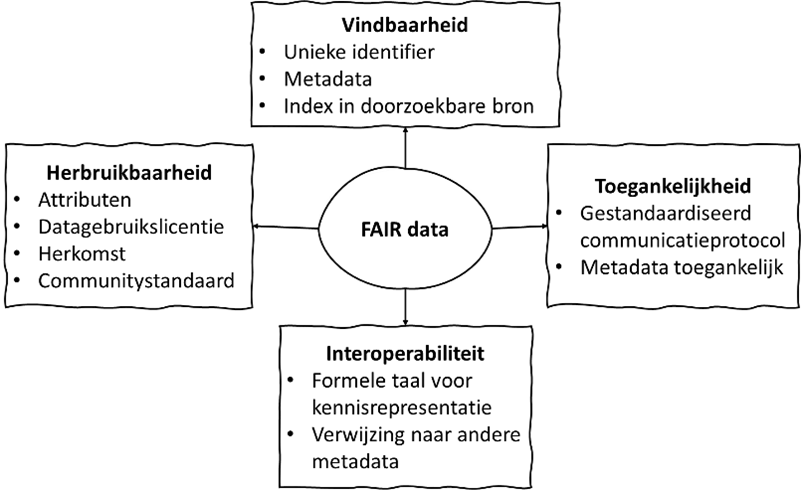 Vindbaarheid
• Unieke identifier
• Metadata
• Index in doorzoekbare bron
Herbruikbaarheid
• Attributen
• Datagebruikslicentie
• Herkomst
• Communitystandaard
FAIR data
Toegankelijkheid
• Gestandaardiseerd
communicatieprotocol
• Metadata toegankelijk
Interoperabiliteit
• Formele taal voor
kennisrepresentatie
• Verwijzing naar andere
metadata